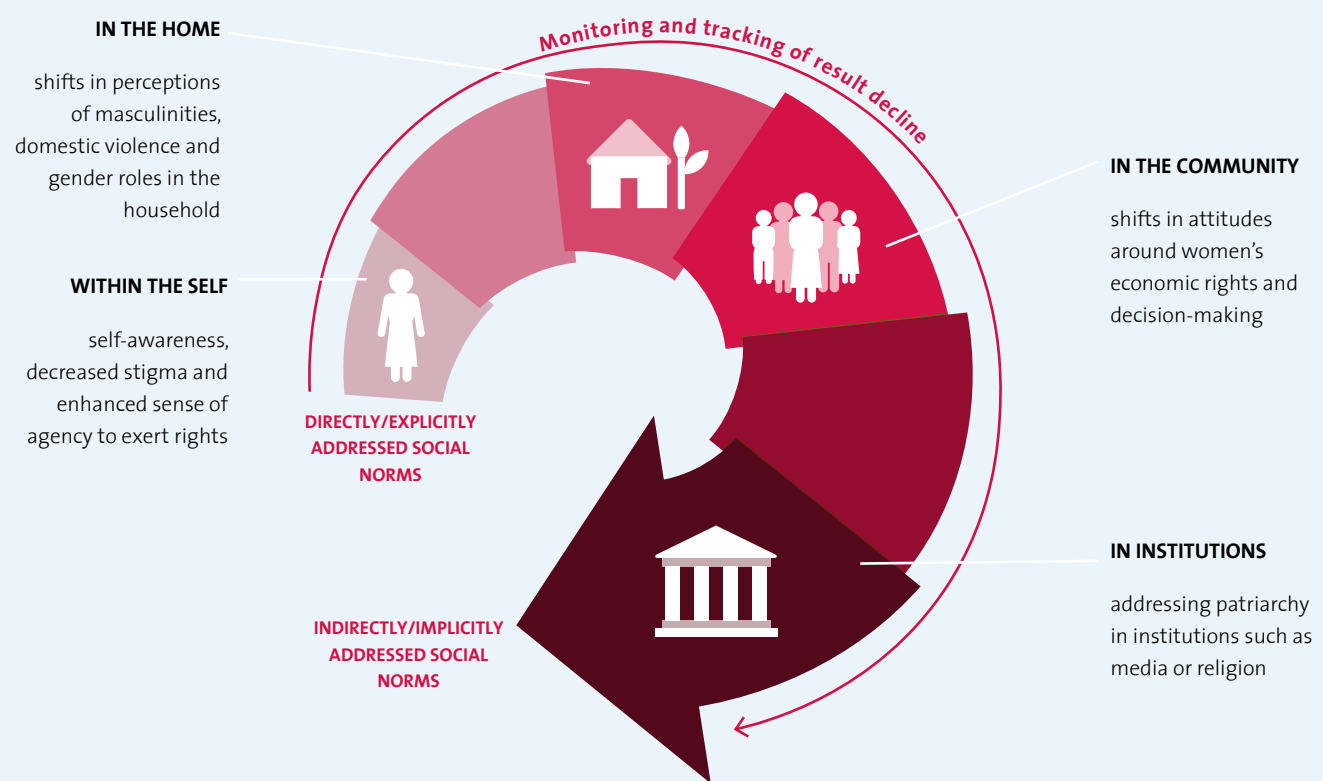 IN THE HOME
shifts in perceptions
of masculinities,
domestic violence and
gender roles in the
household
WITHIN THE SELF
self-awareness,
decreased stigma and
enhanced sense of
agency to exert rights
Monitoring and tracking of result decline
DIRECTLY/EXPLICITLY
ADDRESSED SOCIAL
NORMS
INDIRECTLY/IMPLICITLY
ADDRESSED SOCIAL
NORMS
IN THE COMMUNITY
shifts in attitudes
around women’s
economic rights and
decision-making
IN INSTITUTIONS
addressing patriarchy
in institutions such as
media or religion